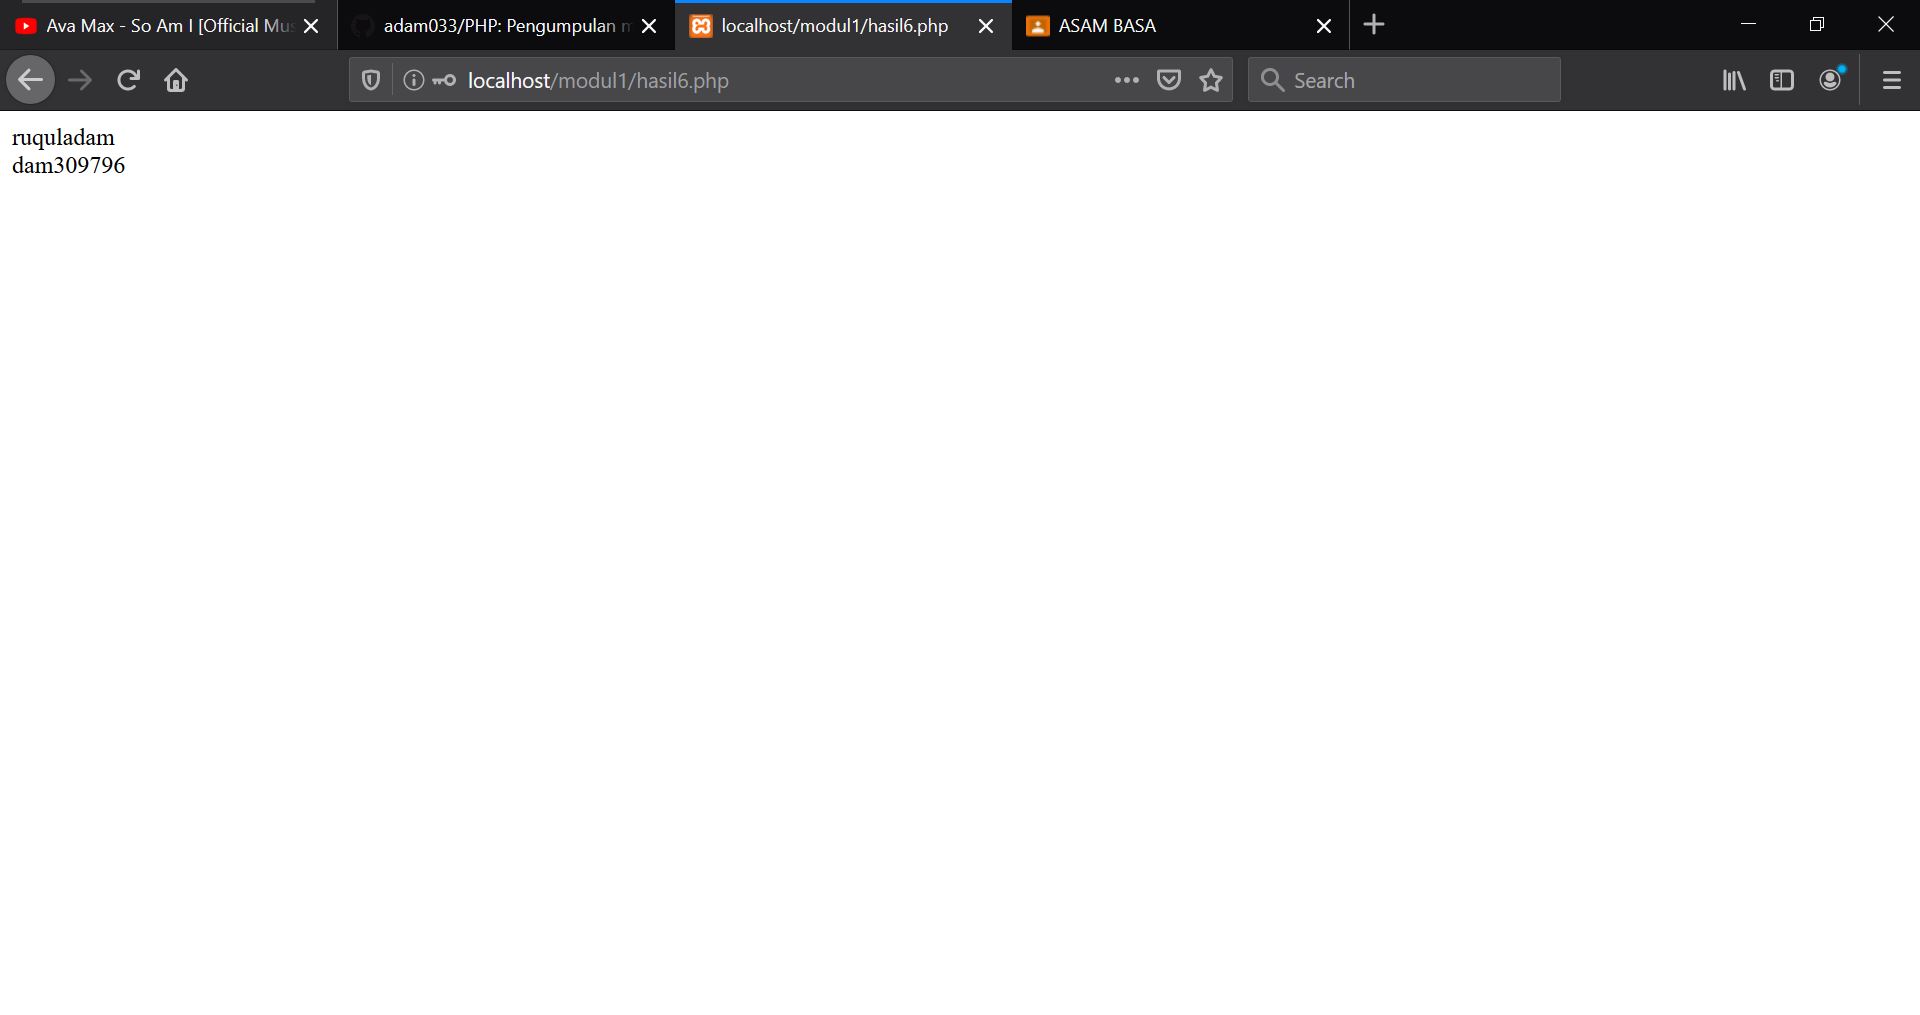 Ava Max - So Am I [Official Mus
adam033/PHP: Pengumpulan
localhost/modul1/hasil6.php
ASAM BASA
localhost/modul1/hasil6.php
Search
ruquladam
dam309796